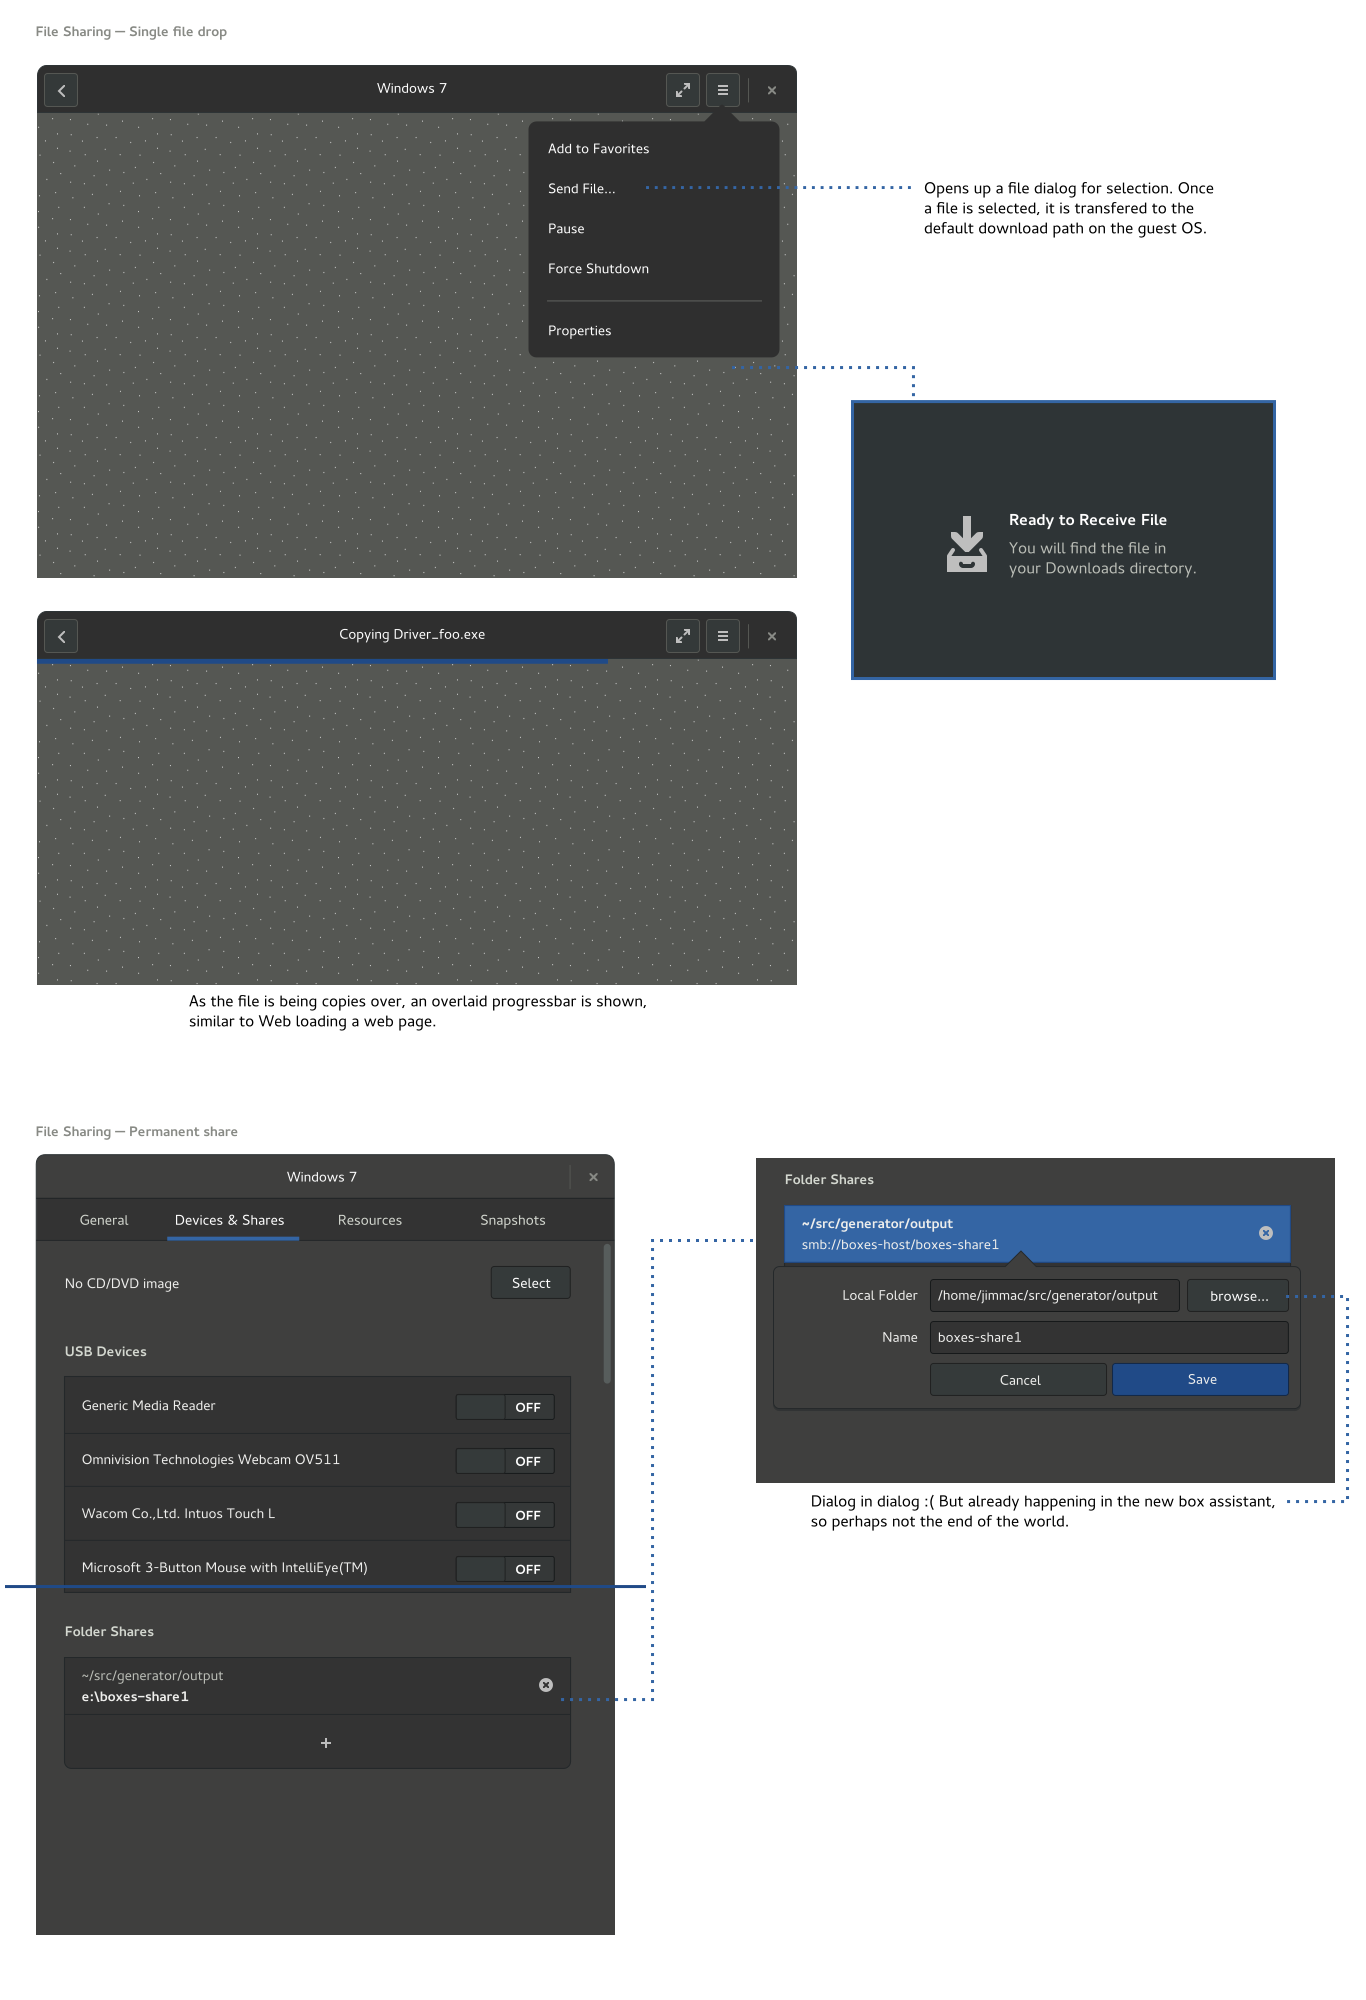 File Sharing — Single file drop
Windows 7
Add to Favorites
Send File...
Pause
Force Shutdown
Properties
Opens up a file dialog for selection. Once
a file is selected, it is transfered to the
default download path on the guest OS.
Ready to Receive File
You will find the file in
your Downloads directory.
Copying Driver_foo.exe
As the file is being copies over, an overlaid progressbar is shown,
similar to Web loading a web page.
File Sharing — Permanent share
Windows 7
General Devices & Shares Resources Snapshots
No CD/DVD image Select
USB Devices
Generic Media Reader OFF
Omnivision Technologies Webcam OV511 OFF
Wacom Co.,Ltd. Intuos Touch L OFF
Microsoft 3-Button Mouse with IntelliEye(TM) OFF
Folder Shares
~/src/generator/output
e:\boxes-share1
+
Folder Shares
~/src/generator/output
smb://boxes-host/boxes-share1
Local Folder /home/jimmac/src/generator/output browse...
Name boxes-share1
Cancel Save
Dialog in dialog :( But already happening in the new box assistant,
so perhaps not the end of the world.